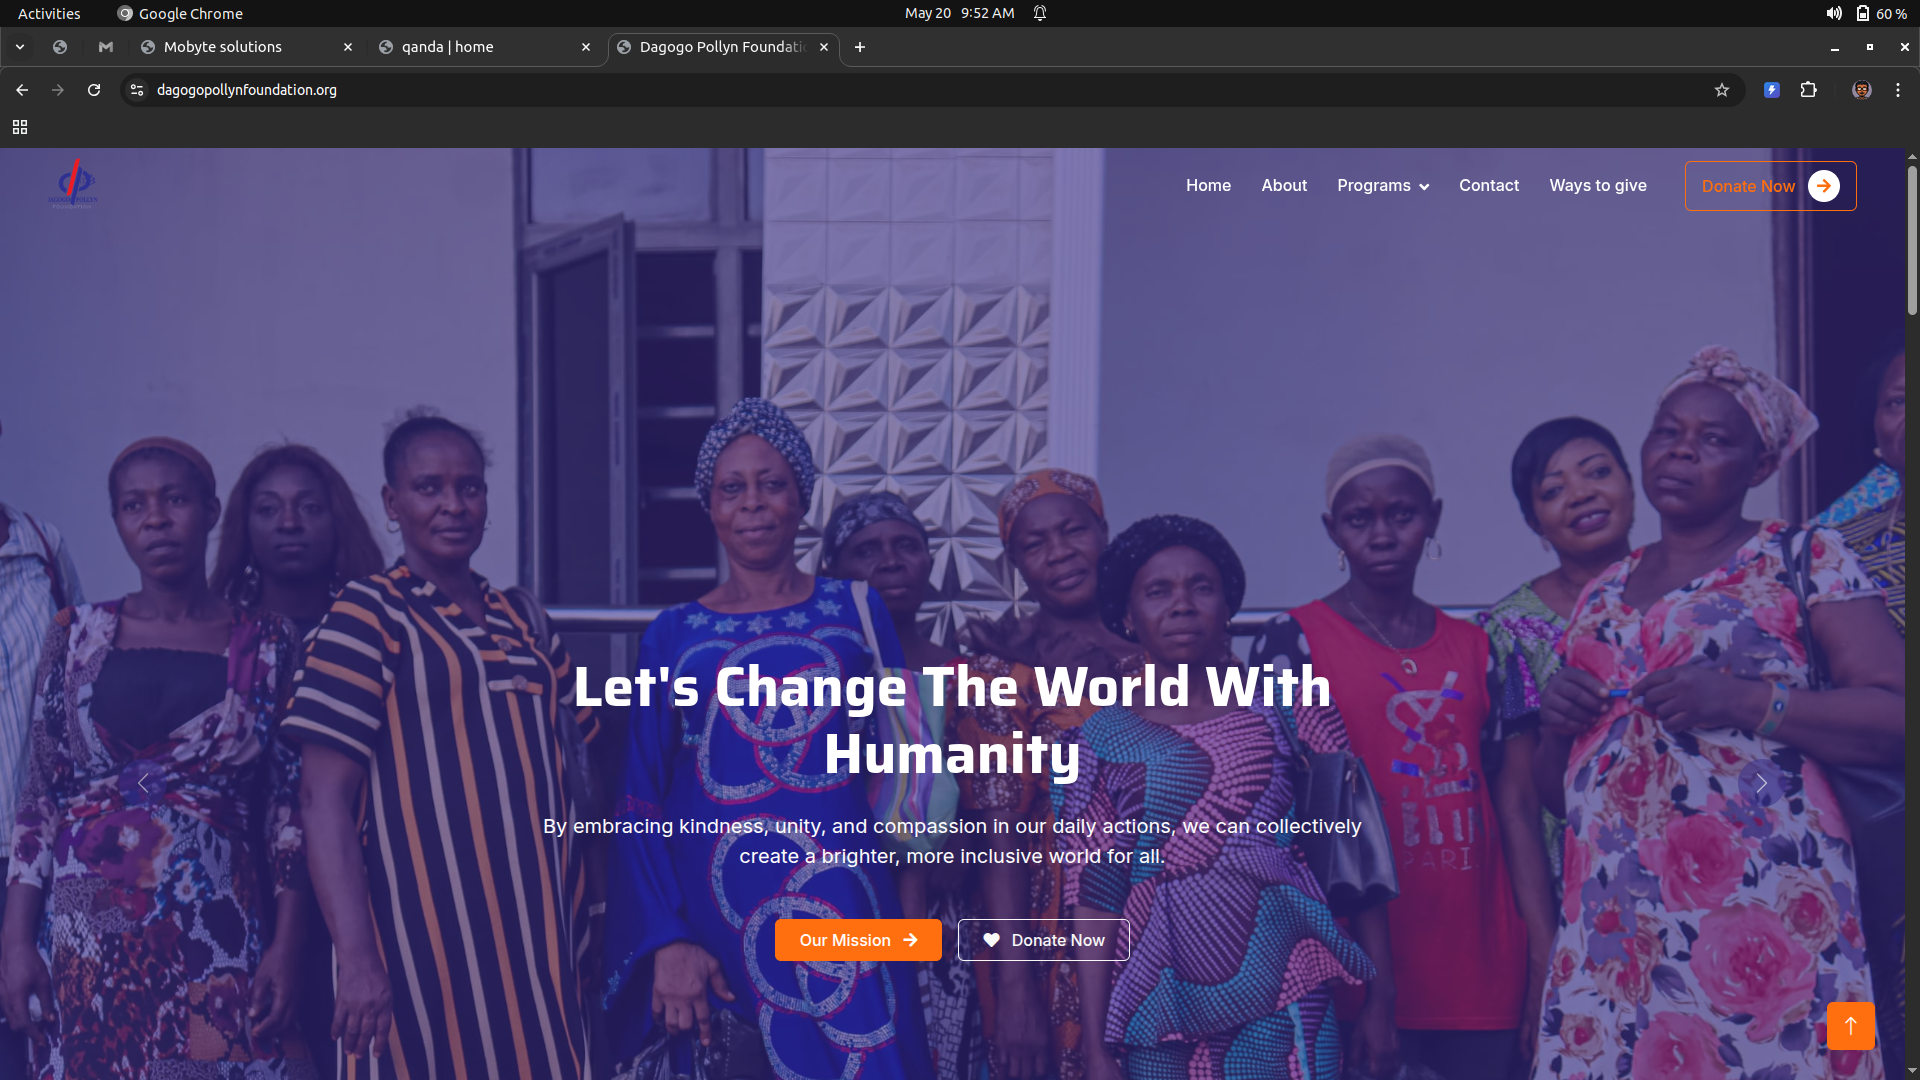 Activities
Google Chrome
May 20 9:52 AM
60 %
Mobyte solutions
qanda | home
Dagogo Pollyn Foundati
dagogopollynfoundation.org
DAGOGO POLLYN
FOUNDATION
Home
About
Programs
Contact
Ways to give
Donate Now
Let's Change The World With
Humanity
By embracing kindness, unity, and compassion in our daily actions, we can collectively
create a brighter, more inclusive world for all.
Our Mission
Donate Now